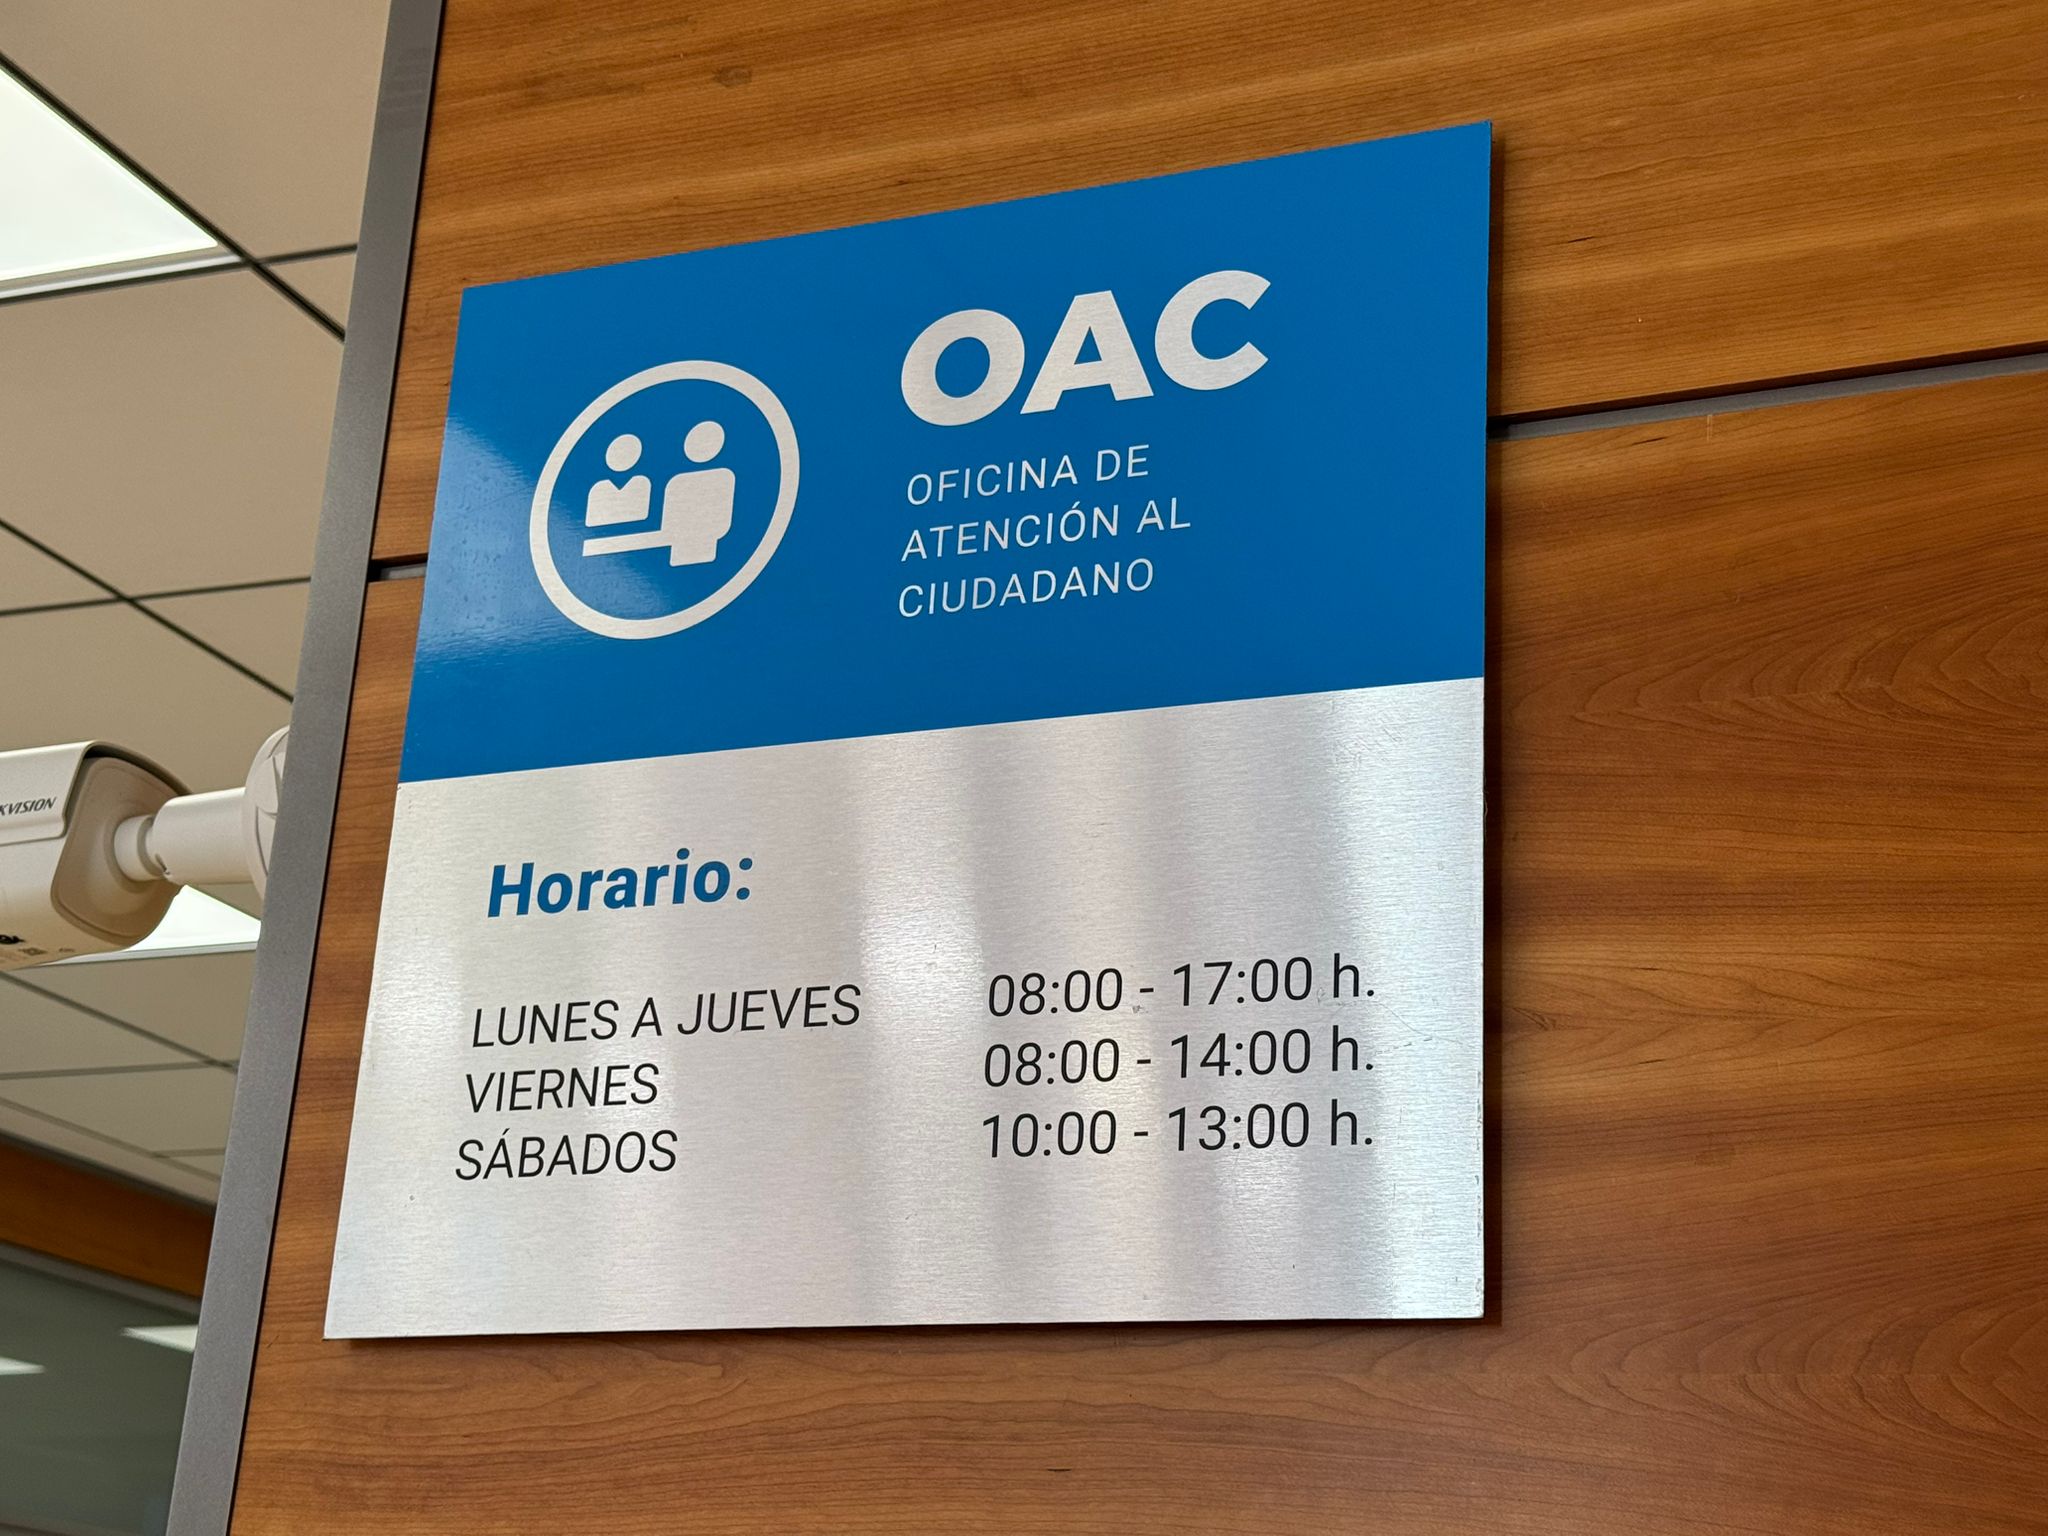 OAC
OFICINA DE
ATENCIÓN AL
CIUDADANO
Horario:
LUNES A JUEVES 08:00 - 17:00 h.
VIERNES 08:00 - 14:00 h.
SÁBADOS 10:00 - 13:00 h.
KVISION